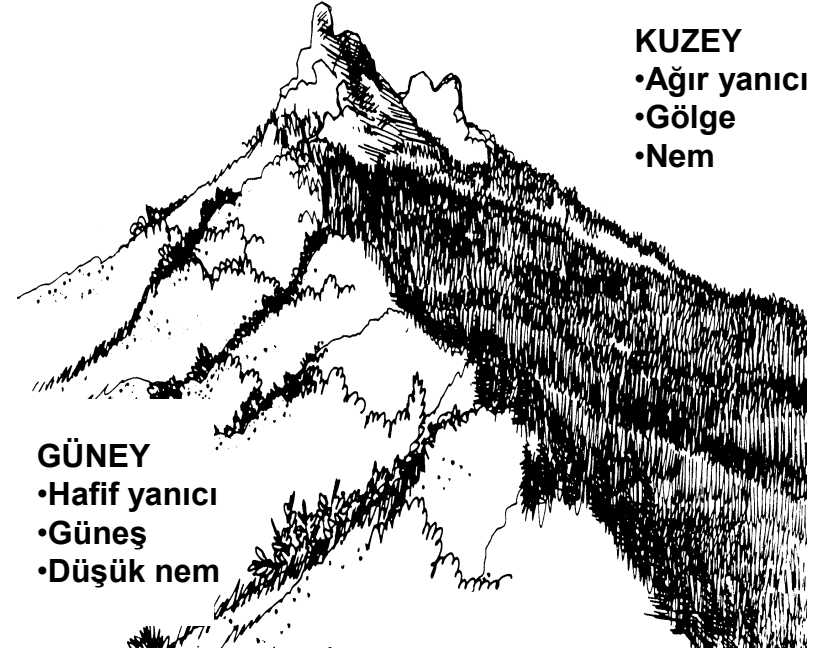 KUZEY
•Ağır yanıcı
•Gölge
•Nem
GÜNEY
•Hafif yanıcı
•Güneş
•Düşük nem